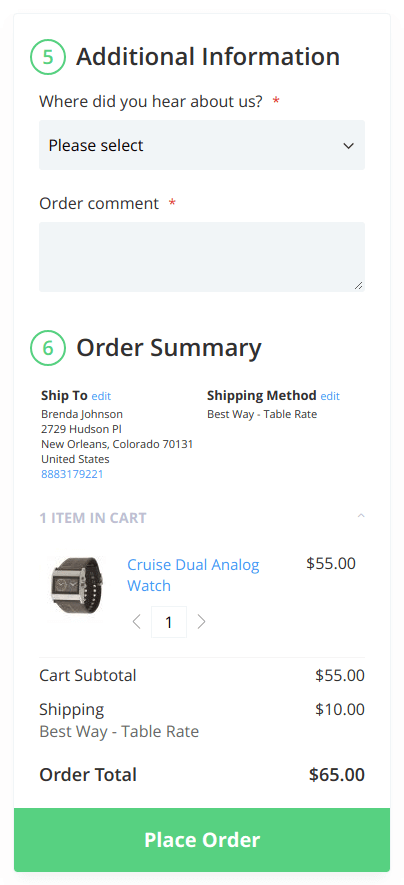 5 Additional Information
Where did you hear about us? *
Please select
Order comment *
6 Order Summary
Ship To edit
Brenda Johnson
2729 Hudson Pl
New Orleans, Colorado 70131
United States
8883179221
Shipping Method edit
Best Way - Table Rate
1 ITEM IN CART
Cruise Dual Analog
Watch
$55.00
1
Cart Subtotal $55.00
Shipping $10.00
Best Way - Table Rate
Order Total $65.00
Place Order